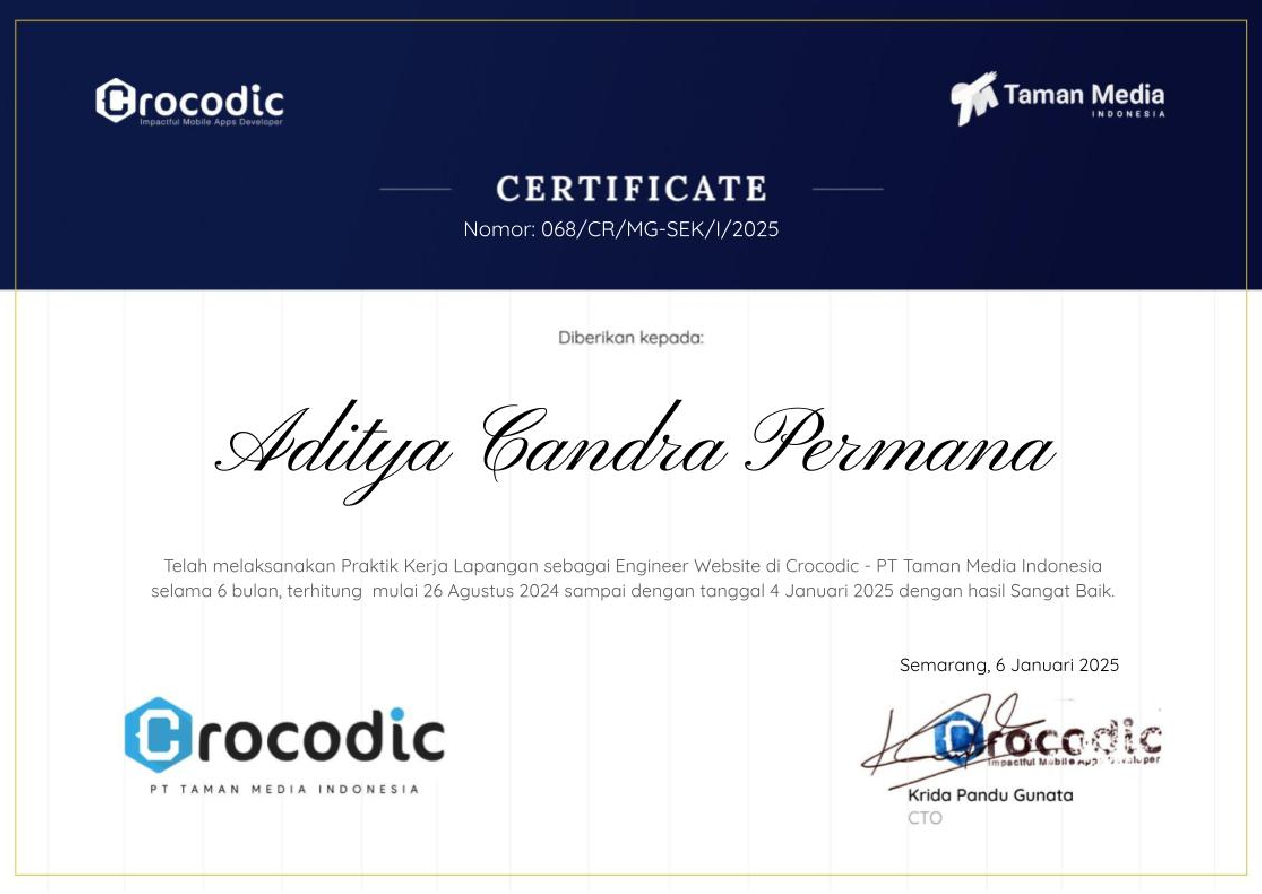 Crocodic
Impactful Mobile Apps Developer
Taman Media
INDONESIA
CERTIFICATE
Nomor: 068/CR/MG-SEK/I/2025
Diberikan kepada:
Aditya Candra Permana
Telah melaksanakan Praktik Kerja Lapangan sebagai Engineer Website di Crocodic - PT Taman Media Indonesia
selama 6 bulan, terhitung mulai 26 Agustus 2024 sampai dengan tanggal 4 Januari 2025 dengan hasil Sangat Baik.
Semarang, 6 Januari 2025
Crocodic
PT TAMAN MEDIA INDONESIA
Crocodic
Impactful Mobile Apps Developer
Krida Pandu Gunata
CTO